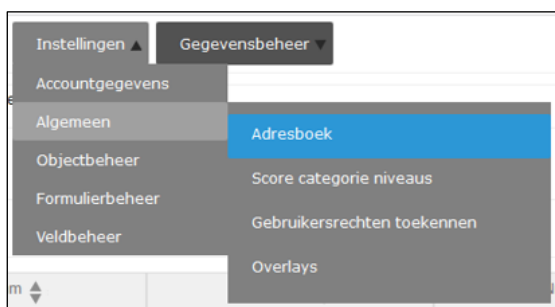 Instellingen ▲ Gegevensbeheer ▼
Accountgegevens
Algemeen
Adresboek
Objectbeheer
Score categorie niveaus
Formulierbeheer
Gebruikersrechten toekennen
Veldbeheer
Overlays